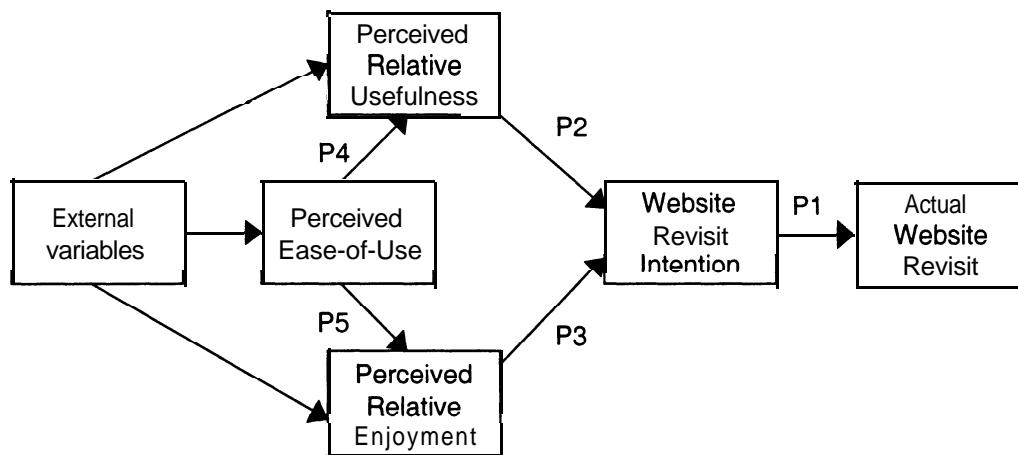 Perceived
Relative
Usefulness
P2
P4
External
variables
Perceived
Ease-of-Use
Website
Revisit
Intention
P1
Actual
Website
Revisit
P5
P3
Perceived
Relative
Enjoyment